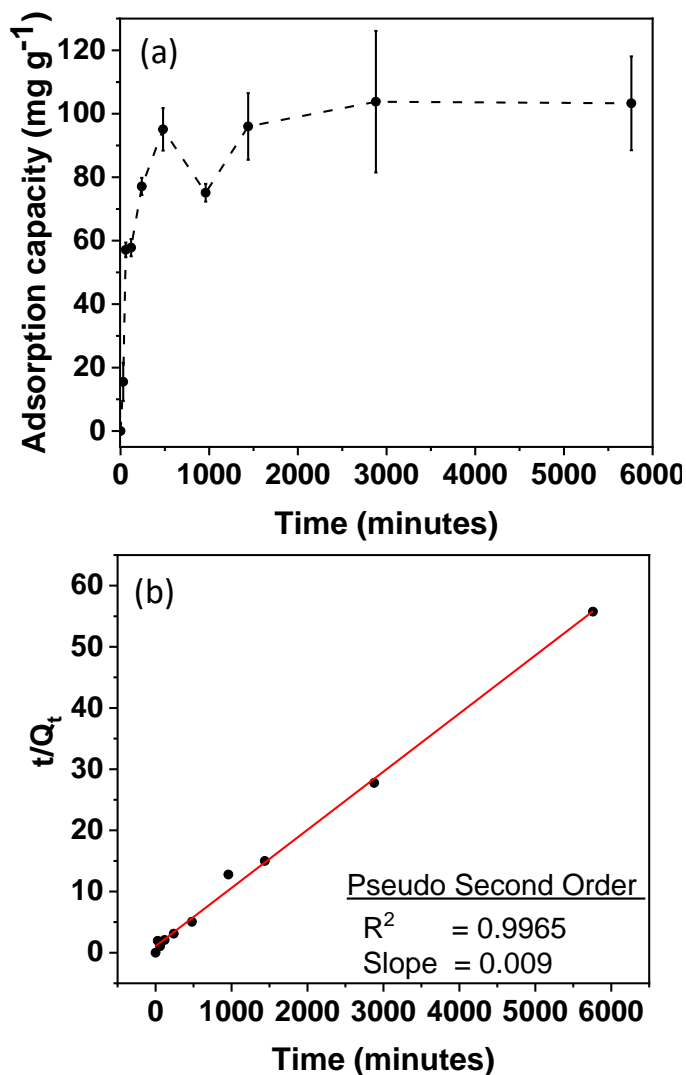 (a)
Adsorption capacity (mg g-1)
120
100
80
60
40
20
0
0 1000 2000 3000 4000 5000 6000
Time (minutes)
(b)
t/Qt
60
50
40
30
20
10
0
Pseudo Second Order
R2 = 0.9965
Slope = 0.009
0 1000 2000 3000 4000 5000 6000
Time (minutes)